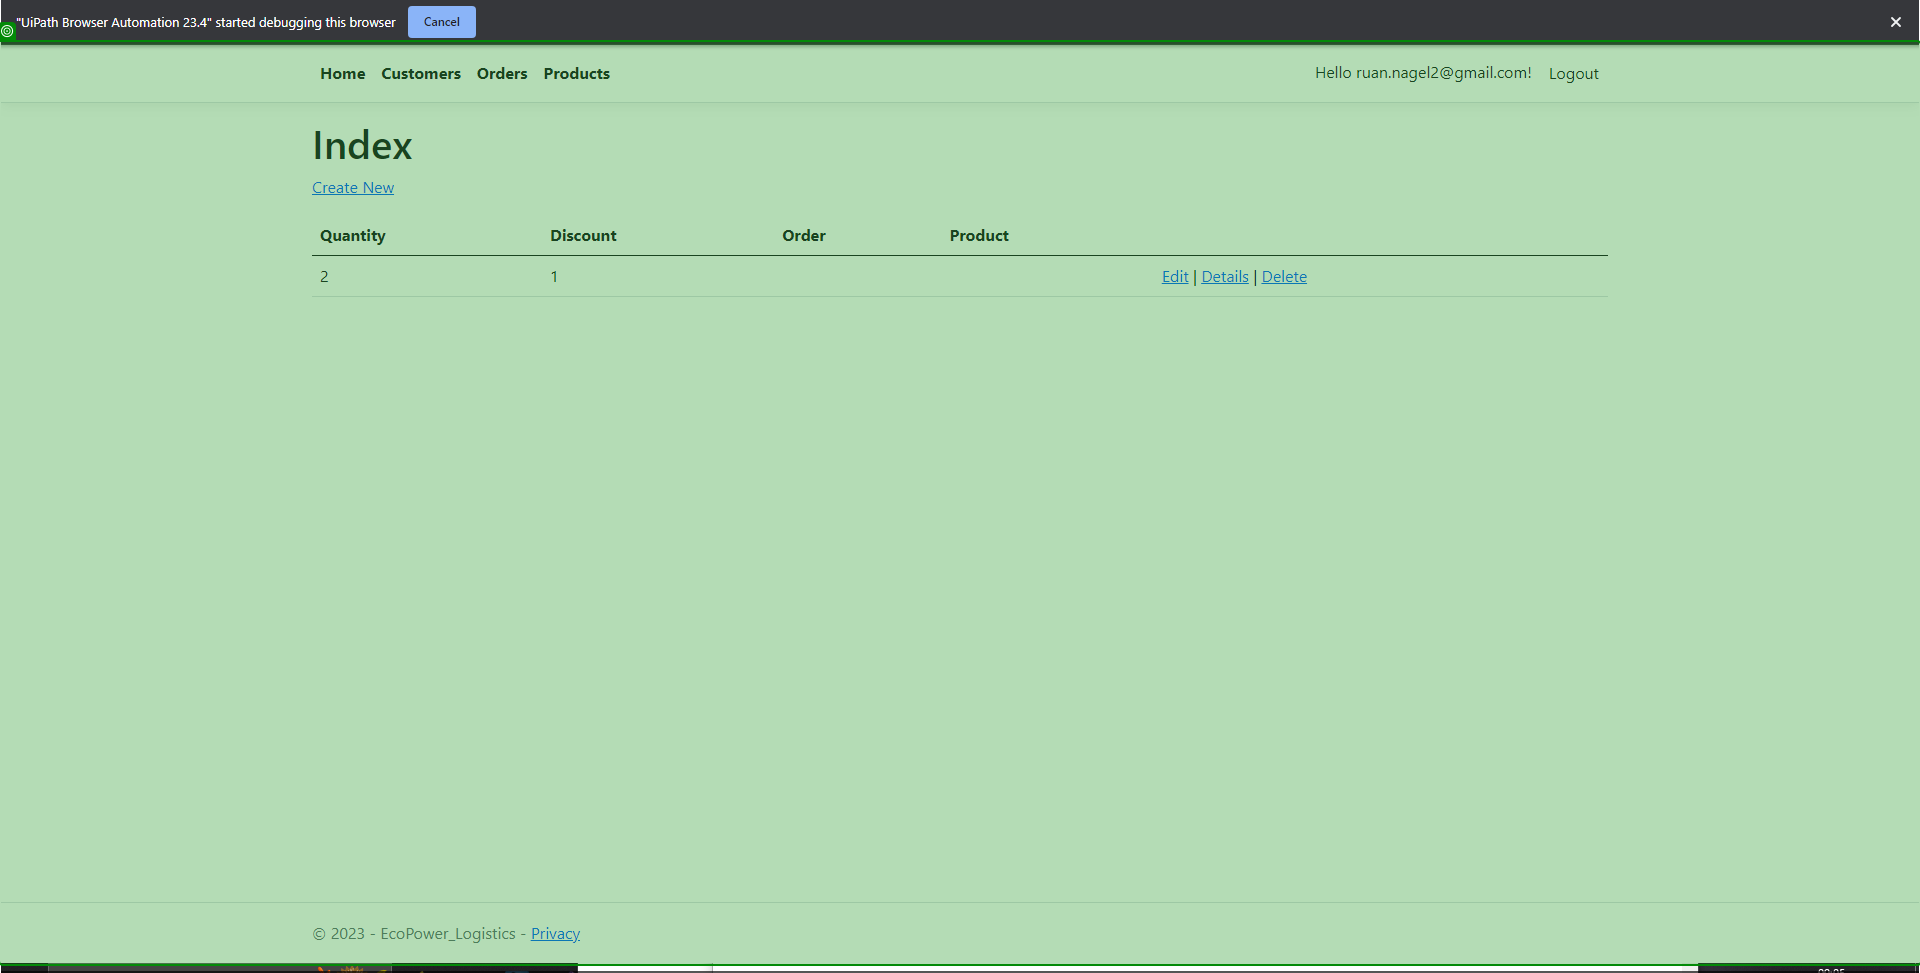 "UiPath Browser Automation 23.4" started debugging this browser Cancel
Home Customers Orders Products Hello ruan.nagel2@gmail.com! Logout
Index
Create New
Quantity Discount Order Product
2 1 Edit | Details | Delete
© 2023 - EcoPower_Logistics - Privacy